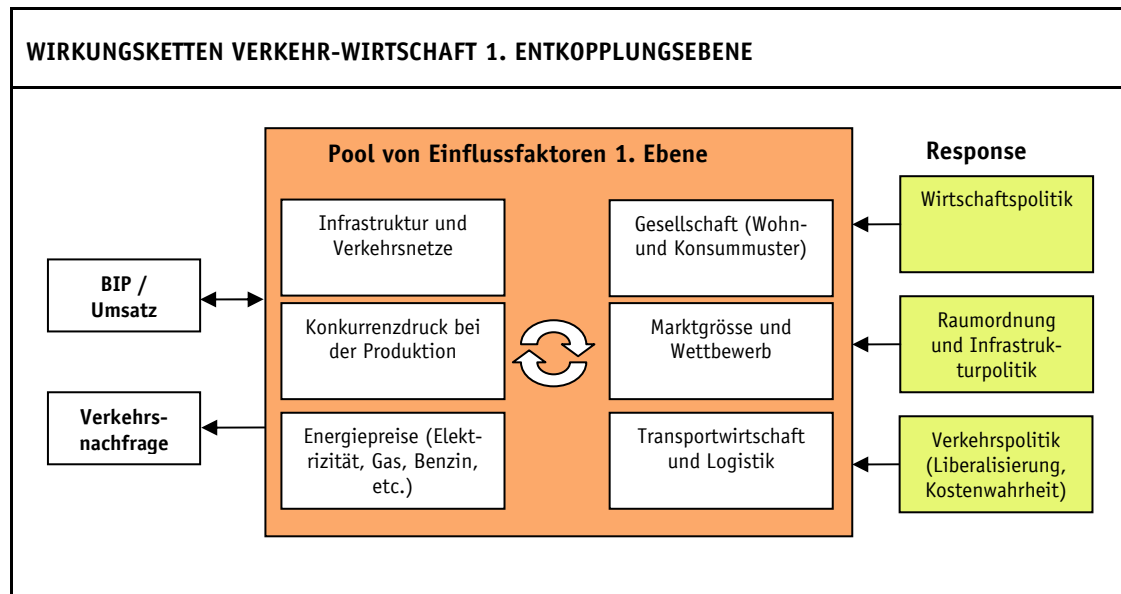 WIRKUNGSKETTEN VERKEHR-WIRTSCHAFT 1. ENTKOPPLUNGSEBENE
Pool von Einflussfaktoren 1. Ebene
Response
BIP /
Umsatz
Verkehrs-
nachfrage
Infrastruktur und
Verkehrsnetze
Konkurrenzdruck bei
der Produktion
Energiepreise (Elekt-
rizität, Gas, Benzin,
etc.)
Gesellschaft (Wohn-
und Konsummuster)
Marktgrösse und
Wettbewerb
Transportwirtschaft
und Logistik
Wirtschaftspolitik
Raumordnung
und Infrastruk-
turpolitik
Verkehrspolitik
(Liberalisierung,
Kostenwahrheit)